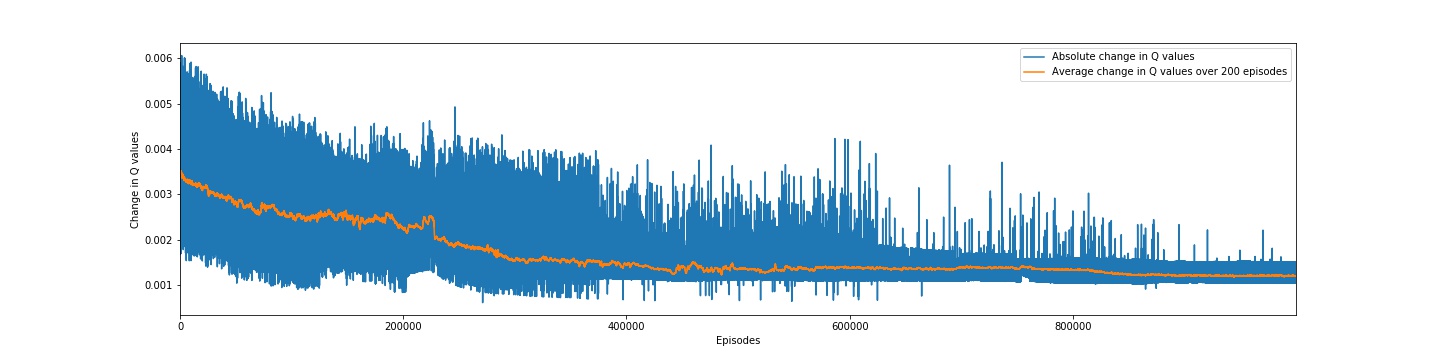 Absolute change in Q values
Average change in Q values over 200 episodes
Change in Q values
0.006
0.005
0.004
0.003
0.002
0.001
0
200000
400000
600000
800000
Episodes